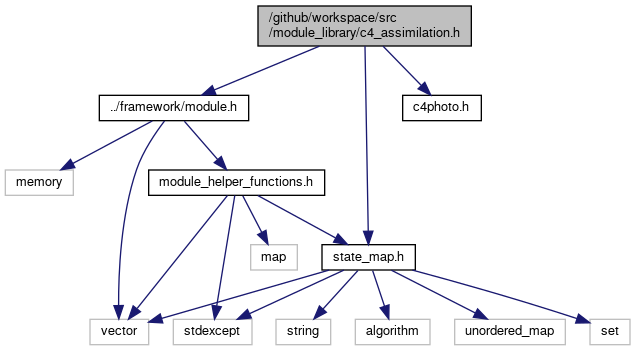 /github/workspace/src
/module_library/c4_assimilation.h
../framework/module.h
c4photo.h
memory
module_helper_functions.h
map
state_map.h
vector
stdexcept
string
algorithm
unordered_map
set